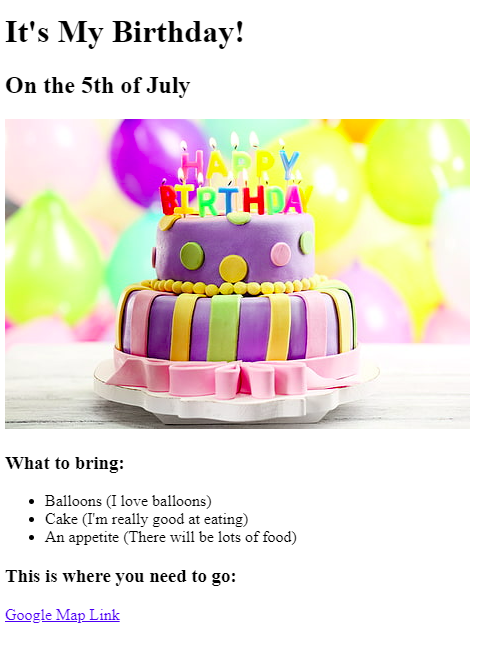 It's My Birthday!
On the 5th of July
HAPPY
BIRTHDAY
What to bring:
Balloons (I love balloons)
Cake (I'm really good at eating)
An appetite (There will be lots of food)
This is where you need to go:
Google Map Link